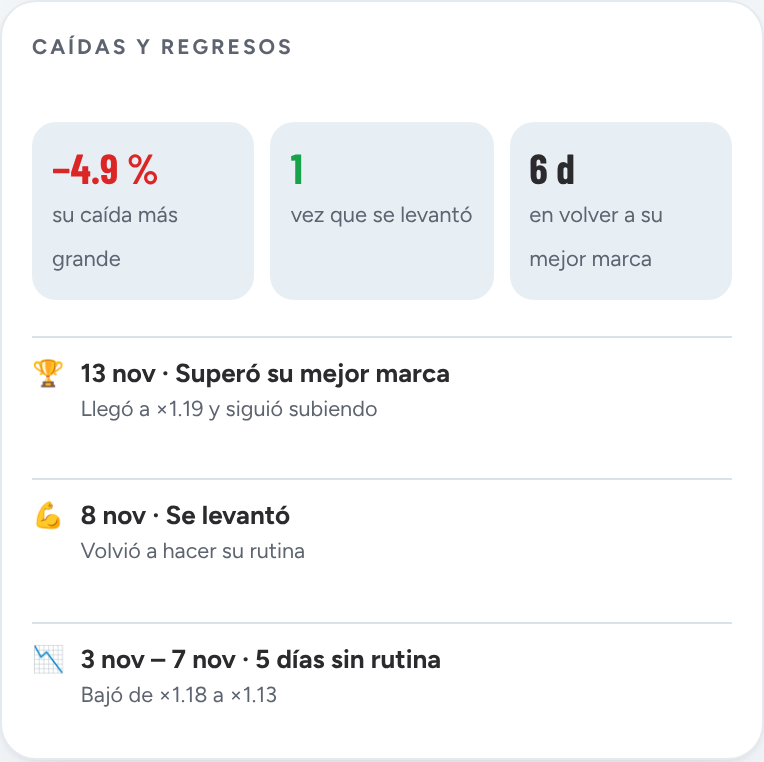 CAÍDAS Y REGRESOS
−4.9 %
su caída más
grande
1
vez que se levantó
6 d
en volver a su
mejor marca
13 nov · Superó su mejor marca
Llegó a ×1.19 y siguió subiendo
8 nov · Se levantó
Volvió a hacer su rutina
3 nov – 7 nov · 5 días sin rutina
Bajó de ×1.18 a ×1.13